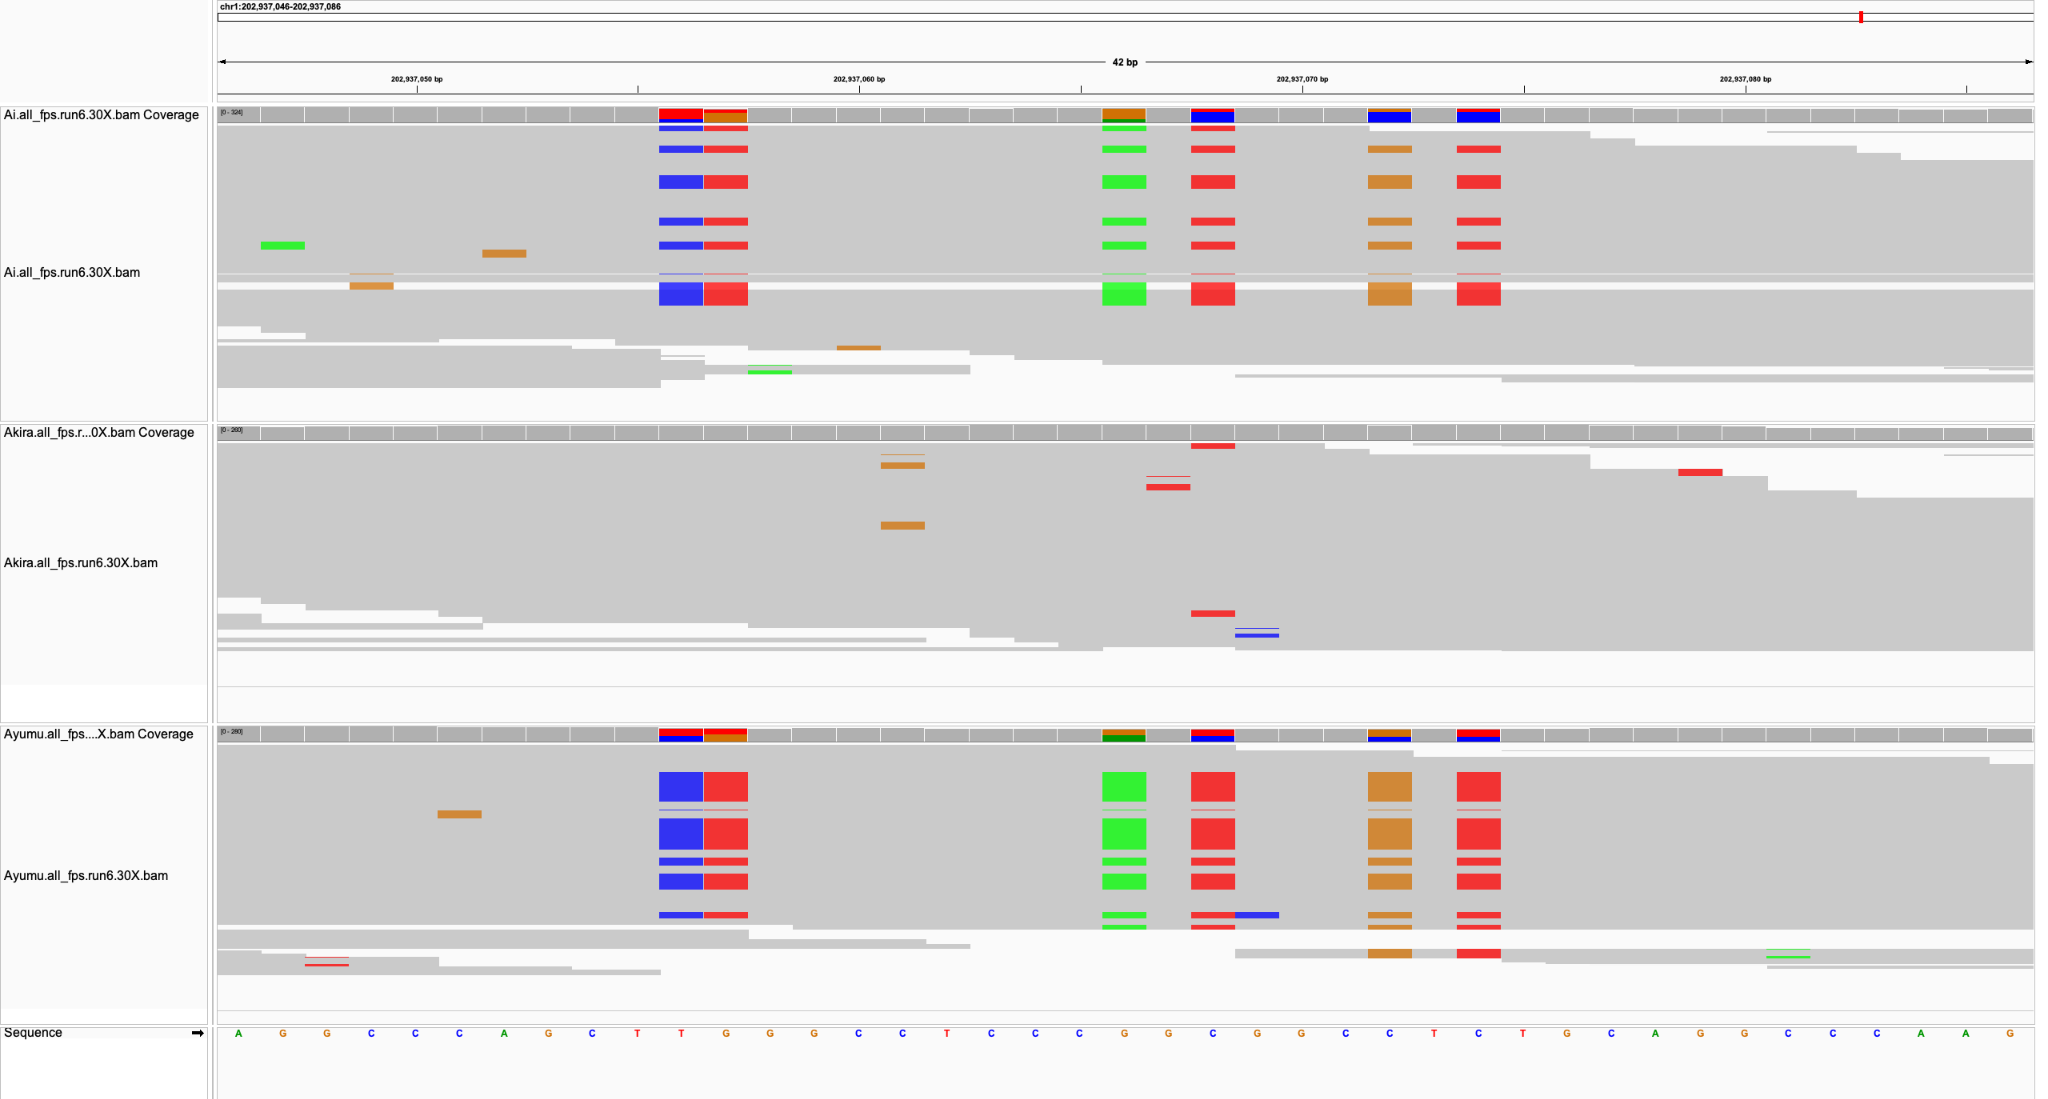 chr1:202,937,046-202,937,086
42 bp
202,937,050 bp 202,937,060 bp 202,937,070 bp 202,937,080 bp
Ai.all_fps.run6.30X.bam Coverage
[0 - 324]
Ai.all_fps.run6.30X.bam
Akira.all_fps.r...0X.bam Coverage
[0 - 260]
Akira.all_fps.run6.30X.bam
Ayumu.all_fps....X.bam Coverage
[0 - 280]
Ayumu.all_fps.run6.30X.bam
Sequence A G G C C C A G C T T G G G C C T C C C G G C G G C C T C T G C A G G C C C A A G